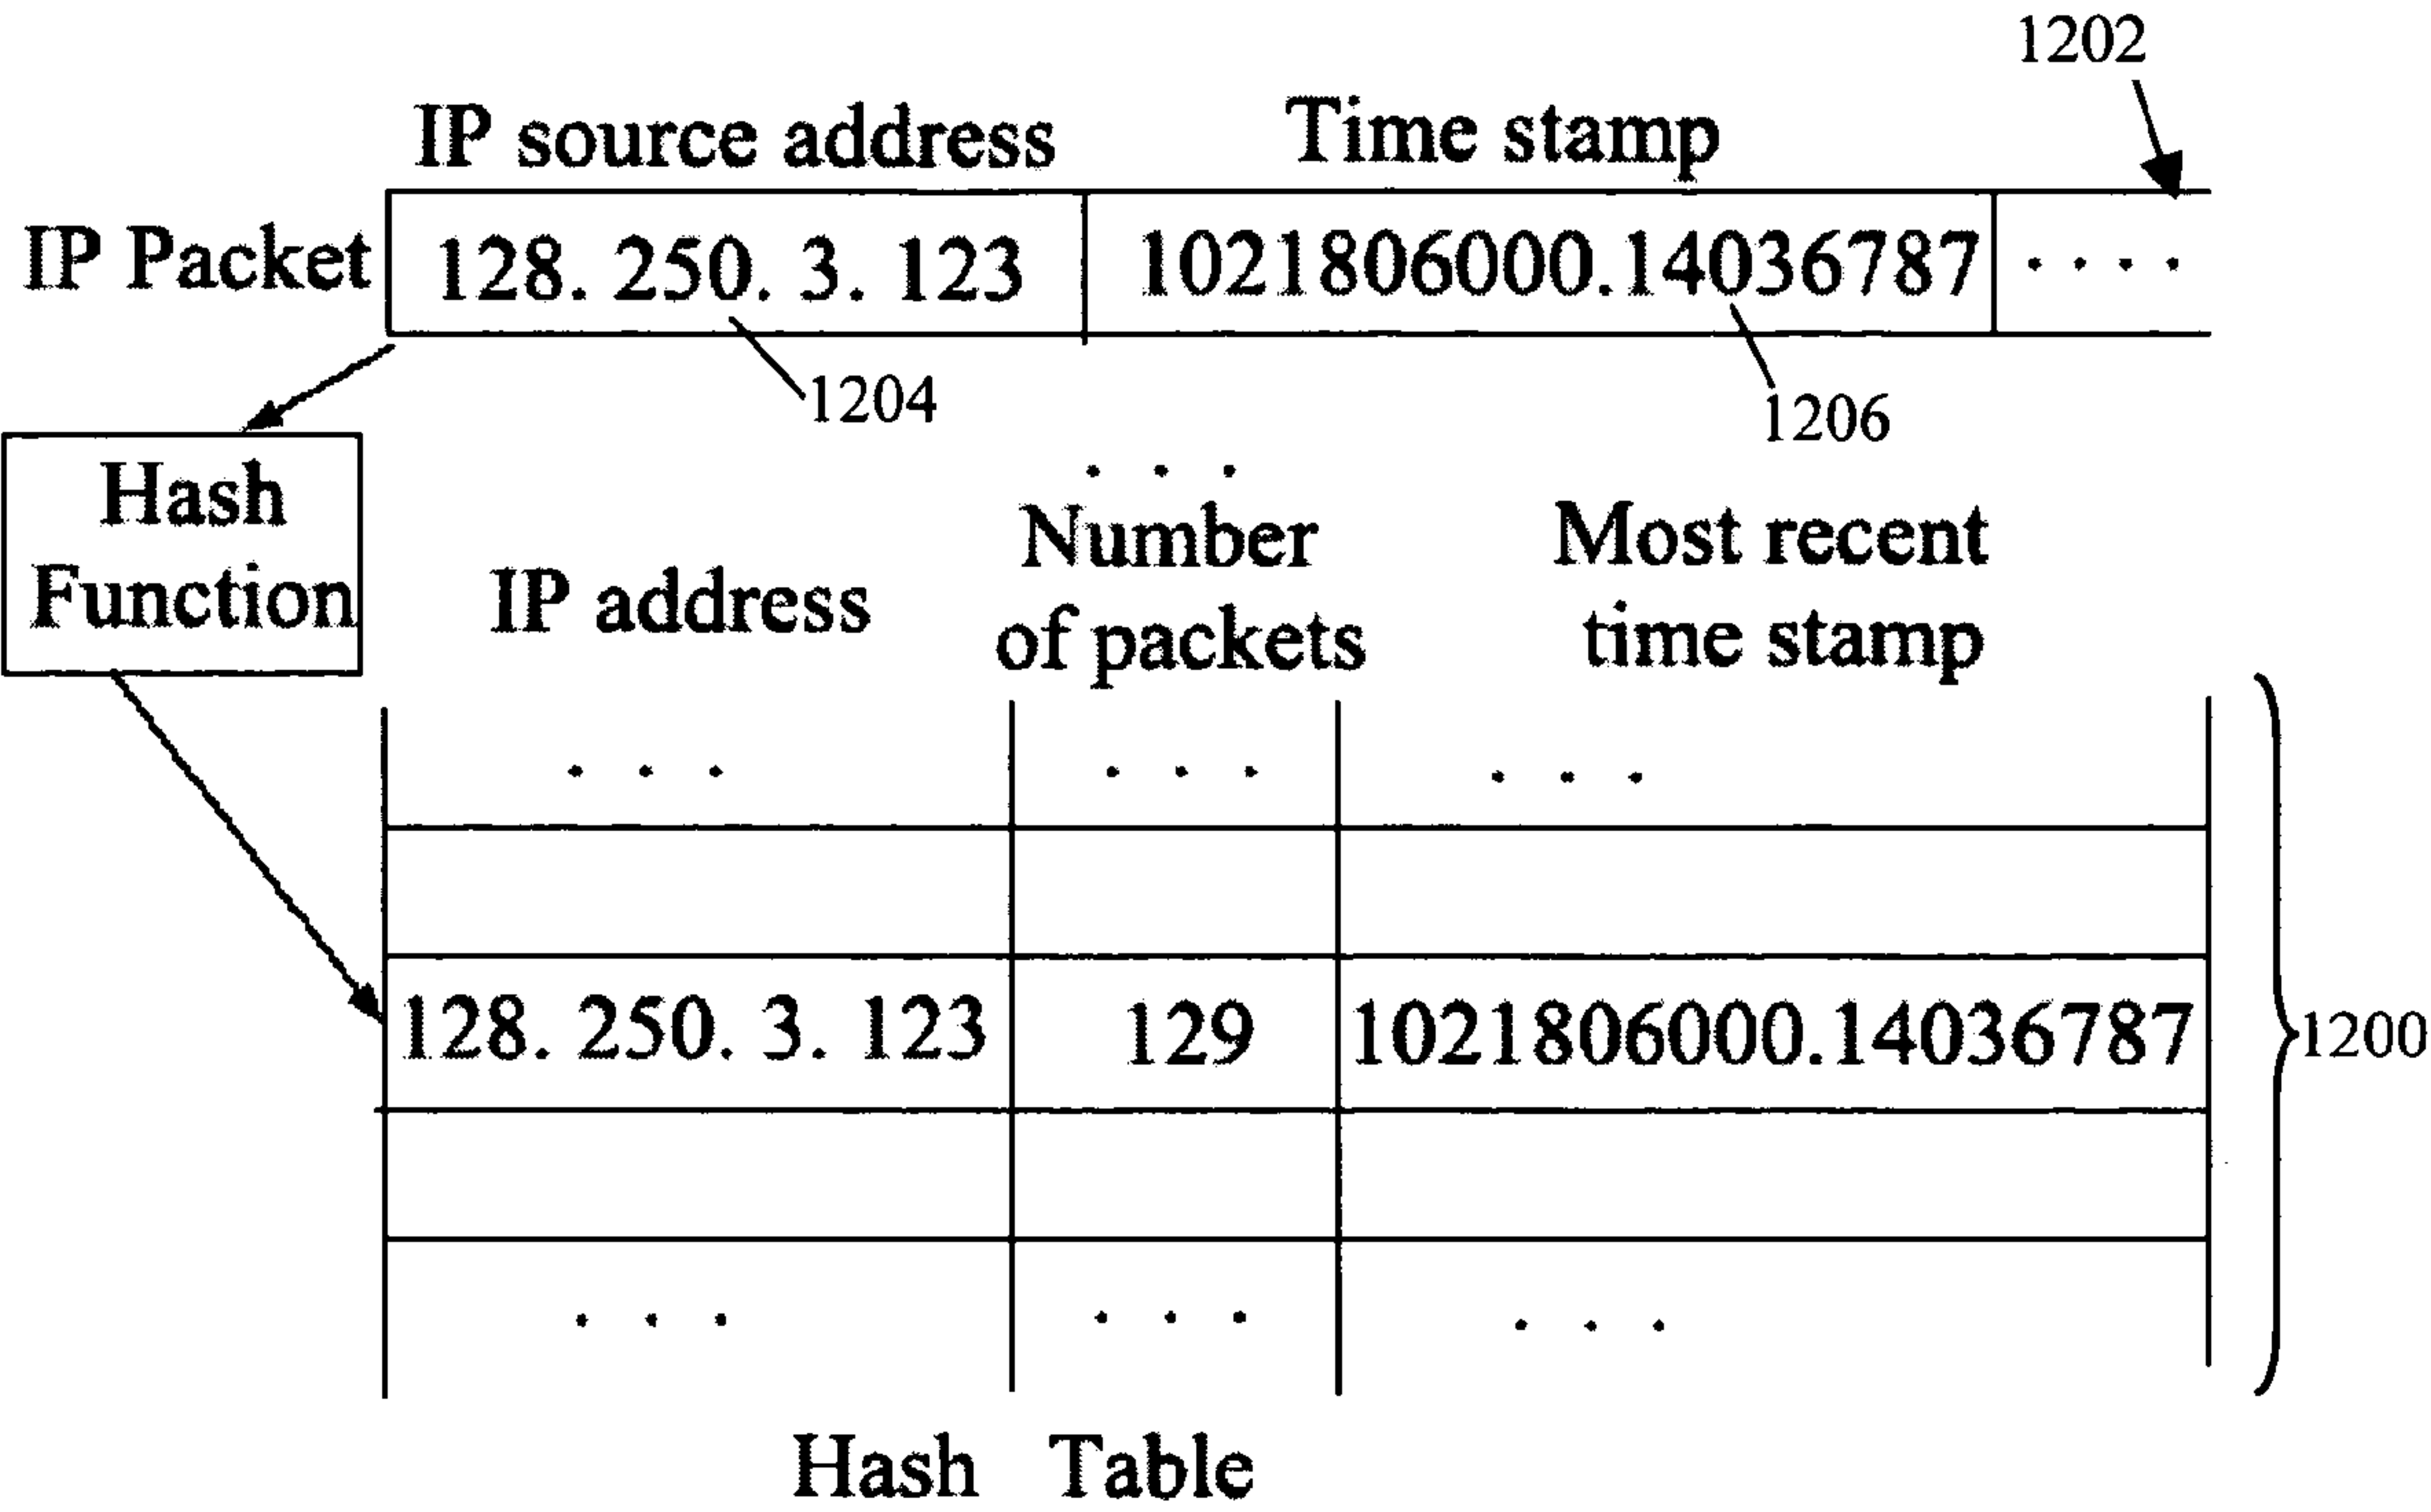 1202
IP source address Time stamp
IP Packet 128. 250. 3. 123 1021806000.14036787 . . . .
1204
1206
Hash
Function
. . .
Number
of packets
IP address
Most recent
time stamp
. . . . . . . . .
128. 250. 3. 123 129 1021806000.14036787
1200
. . . . . . . . .
Hash Table